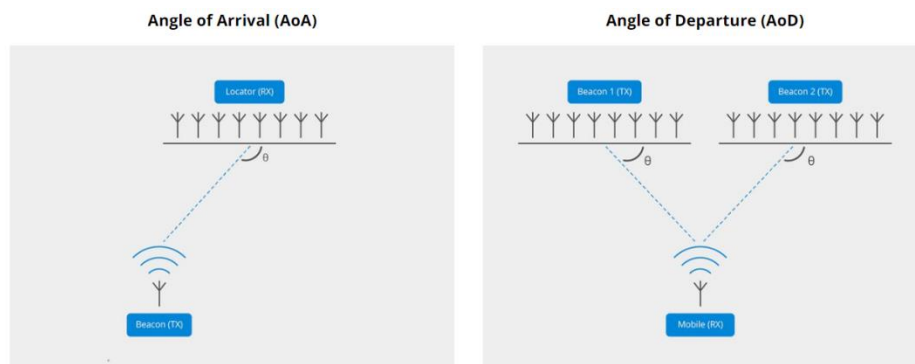 Angle of Arrival (AoA)
Locator (RX)
θ
Beacon (TX)
Angle of Departure (AoD)
Beacon 1 (TX)
Beacon 2 (TX)
θ
θ
Mobile (RX)